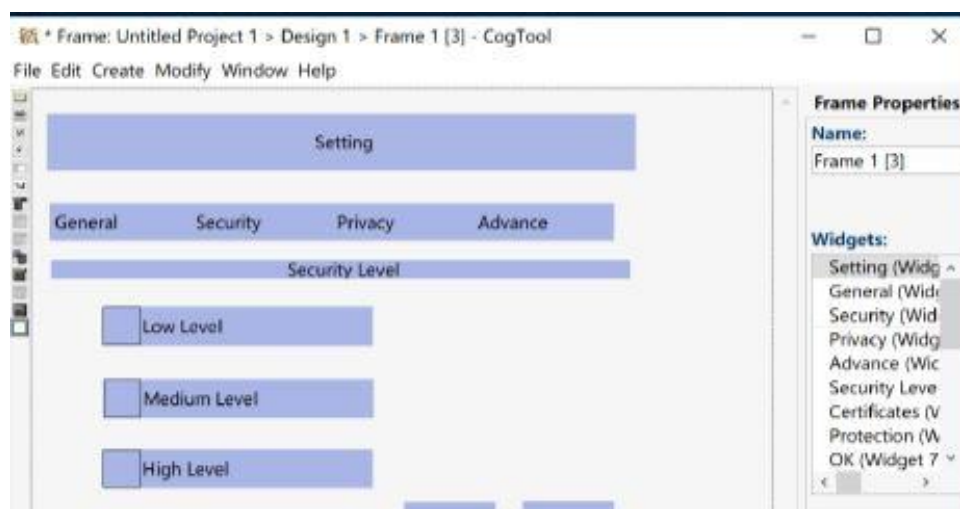 * Frame: Untitled Project 1 > Design 1 > Frame 1 [3] - CogTool
File Edit Create Modify Window Help
Setting
General Security Privacy Advance
Security Level
Low Level
Medium Level
High Level
Frame Properties
Name:
Frame 1 [3]
Widgets:
Setting (Widg
General (Wid
Security (Wid
Privacy (Widg
Advance (Wic
Security Leve
Certificates (V
Protection (W
OK (Widget 7